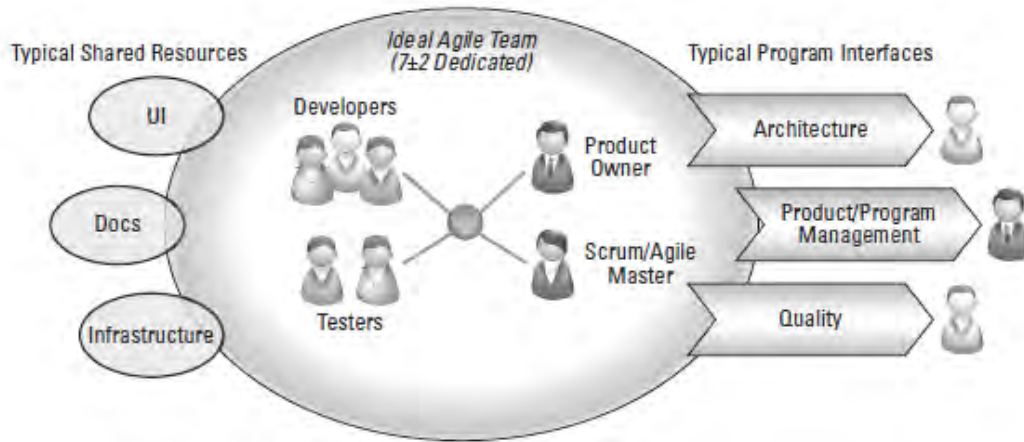 Typical Shared Resources
UI
Docs
Infrastructure
Ideal Agile Team
(7±2 Dedicated)
Developers
Testers
Product
Owner
Scrum/Agile
Master
Typical Program Interfaces
Architecture
Product/Program
Management
Quality